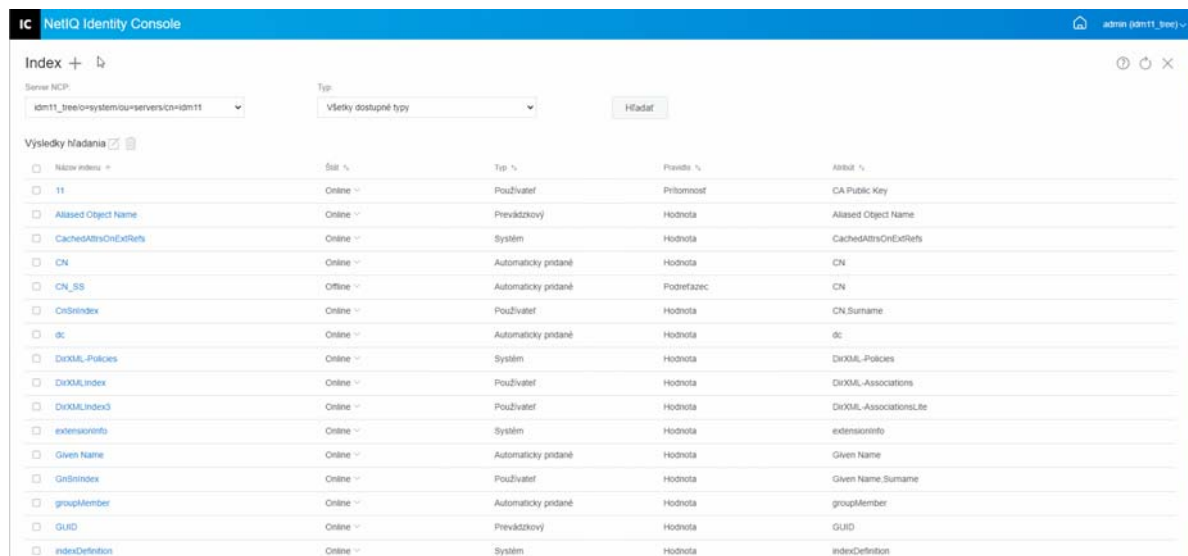 IC NetIQ Identity Console admin (idm11_tree)
Index
Server NCP: Typ:
idm11_tree/o=system/ou=servers/cn=idm11 Všetky dostupné typy Hľadať
Výsledky hľadania
Názov indexu Štát Typ Pravidlo Atribút
11 Online Používateľ Prítomnosť CA Public Key
Aliased Object Name Online Prevádzkový Hodnota Aliased Object Name
CachedAttrsOnExtRefs Online Systém Hodnota CachedAttrsOnExtRefs
CN Online Automaticky pridané Hodnota CN
CN_SS Offline Automaticky pridané Podreťazec CN
CnSnIndex Online Používateľ Hodnota CN,Surname
dc Online Automaticky pridané Hodnota dc
DirXML-Policies Online Systém Hodnota DirXML-Policies
DirXMLIndex Online Používateľ Hodnota DirXML-Associations
DirXMLIndex3 Online Používateľ Hodnota DirXML-AssociationsLite
extensionInfo Online Systém Hodnota extensionInfo
Given Name Online Automaticky pridané Hodnota Given Name
GnSnIndex Online Používateľ Hodnota Given Name,Surname
groupMember Online Automaticky pridané Hodnota groupMember
GUID Online Prevádzkový Hodnota GUID
indexDefinition Online Systém Hodnota indexDefinition